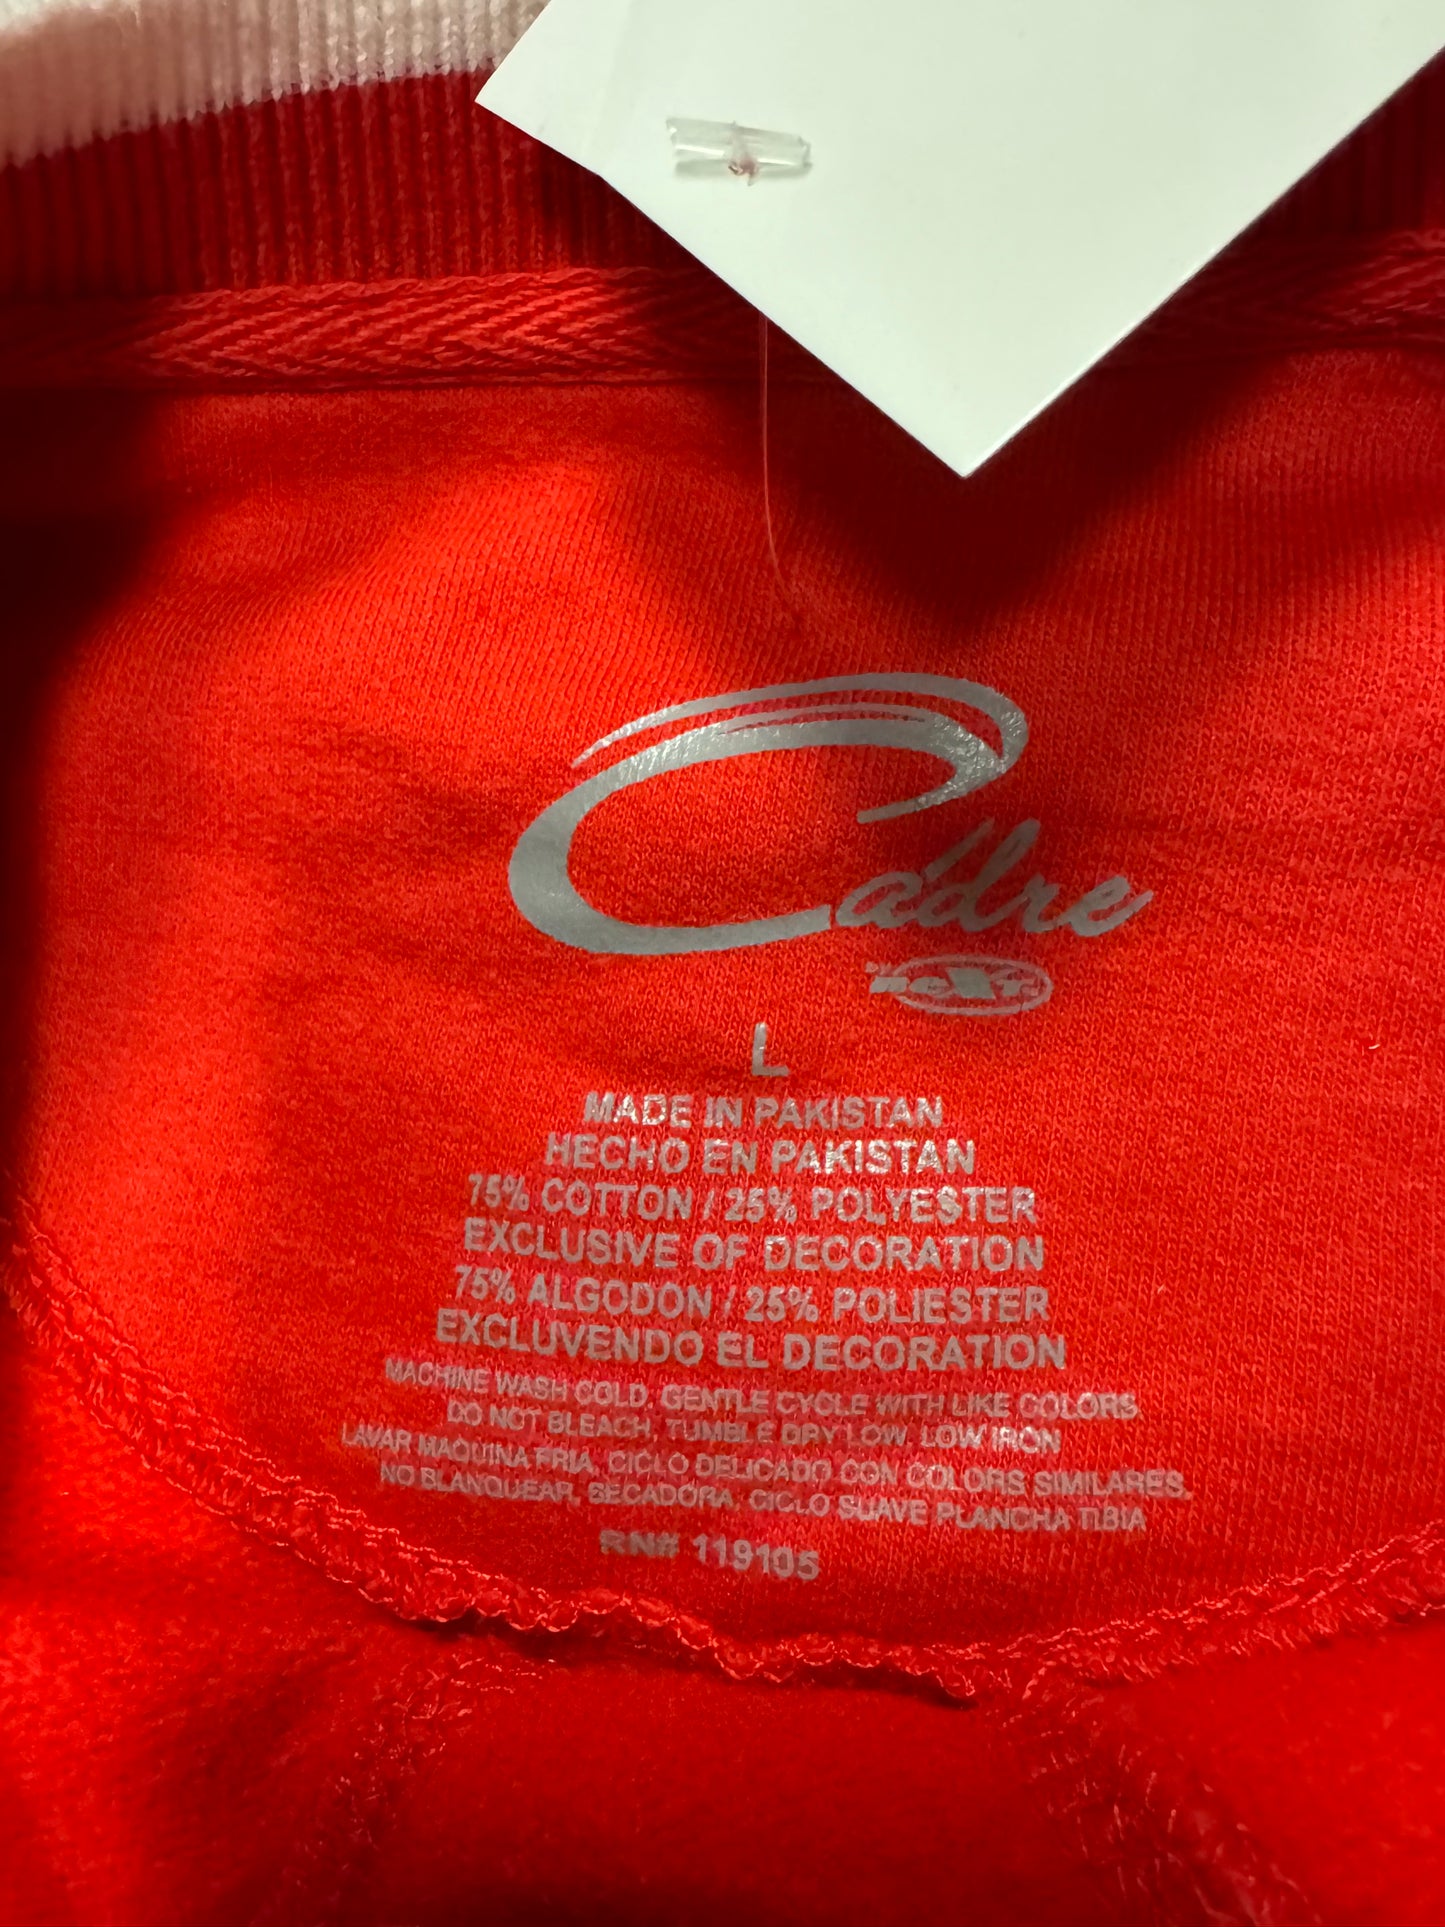 Cadre
by neXt
L
MADE IN PAKISTAN
HECHO EN PAKISTAN
75% COTTON / 25% POLYESTER
EXCLUSIVE OF DECORATION
75% ALGODON / 25% POLIESTER
EXCLUVENDO EL DECORATION
MACHINE WASH COLD, GENTLE CYCLE WITH LIKE COLORS
DO NOT BLEACH, TUMBLE DRY LOW, LOW IRON
LAVAR MAQUINA FRIA, CICLO DELICADO CON COLORS SIMILARES,
NO BLANQUEAR, SECADORA, CICLO SUAVE PLANCHA TIBIA
RN# 119105